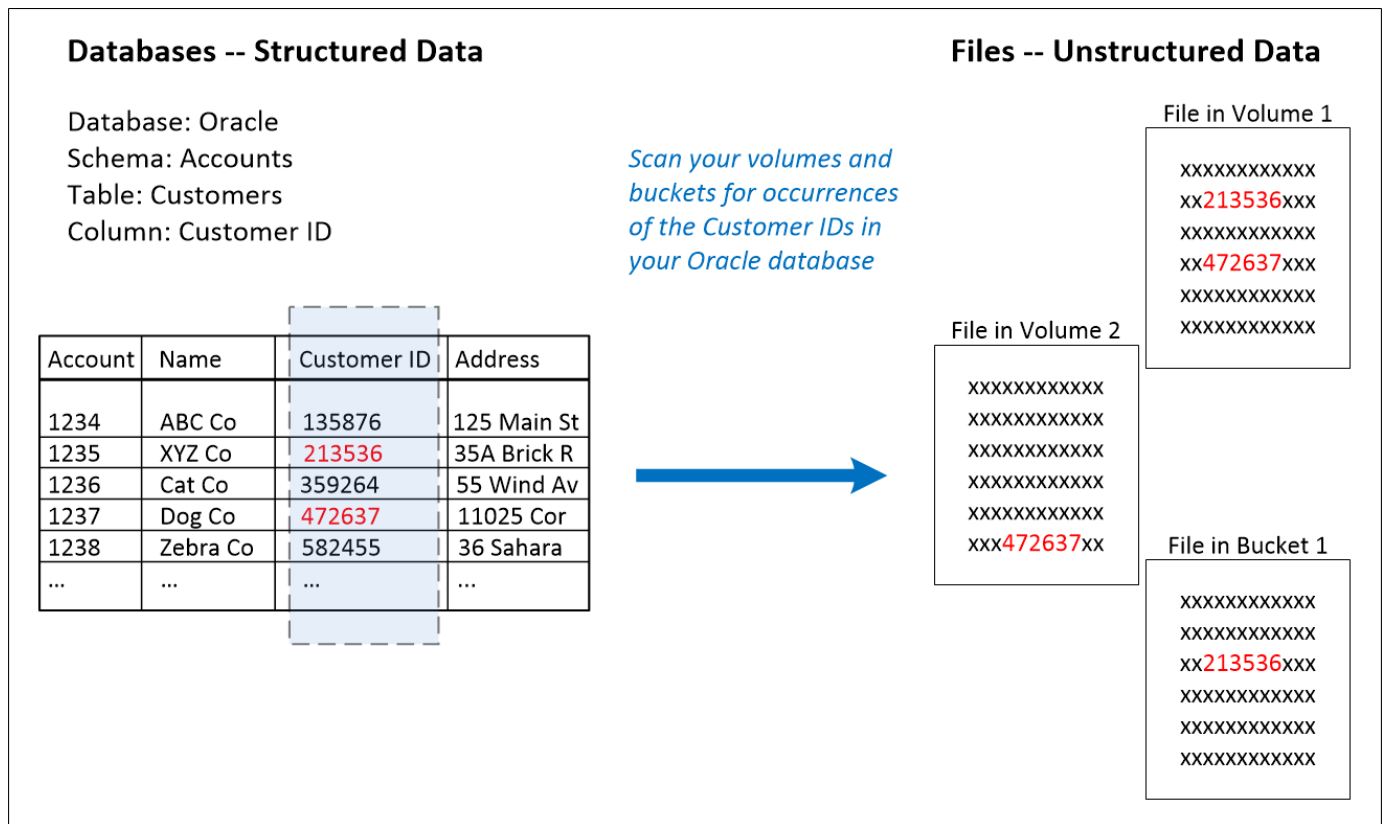 Databases -- Structured Data
Database: Oracle
Schema: Accounts
Table: Customers
Column: Customer ID
Account Name Customer ID Address
1234 ABC Co 135876 125 Main St
1235 XYZ Co 213536 35A Brick R
1236 Cat Co 359264 55 Wind Av
1237 Dog Co 472637 11025 Cor
1238 Zebra Co 582455 36 Sahara
... ... ... ...
Scan your volumes and
buckets for occurrences
of the Customer IDs in
your Oracle database
Files -- Unstructured Data
File in Volume 1
xxxxxxxxxxxx
xx213536xxx
xxxxxxxxxxxx
xx472637xxx
xxxxxxxxxxxx
xxxxxxxxxxxx
File in Volume 2
xxxxxxxxxxxx
xxxxxxxxxxxx
xxxxxxxxxxxx
xxxxxxxxxxxx
xxxxxxxxxxxx
xxx472637xx
File in Bucket 1
xxxxxxxxxxxx
xxxxxxxxxxxx
xx213536xxx
xxxxxxxxxxxx
xxxxxxxxxxxx
xxxxxxxxxxxx